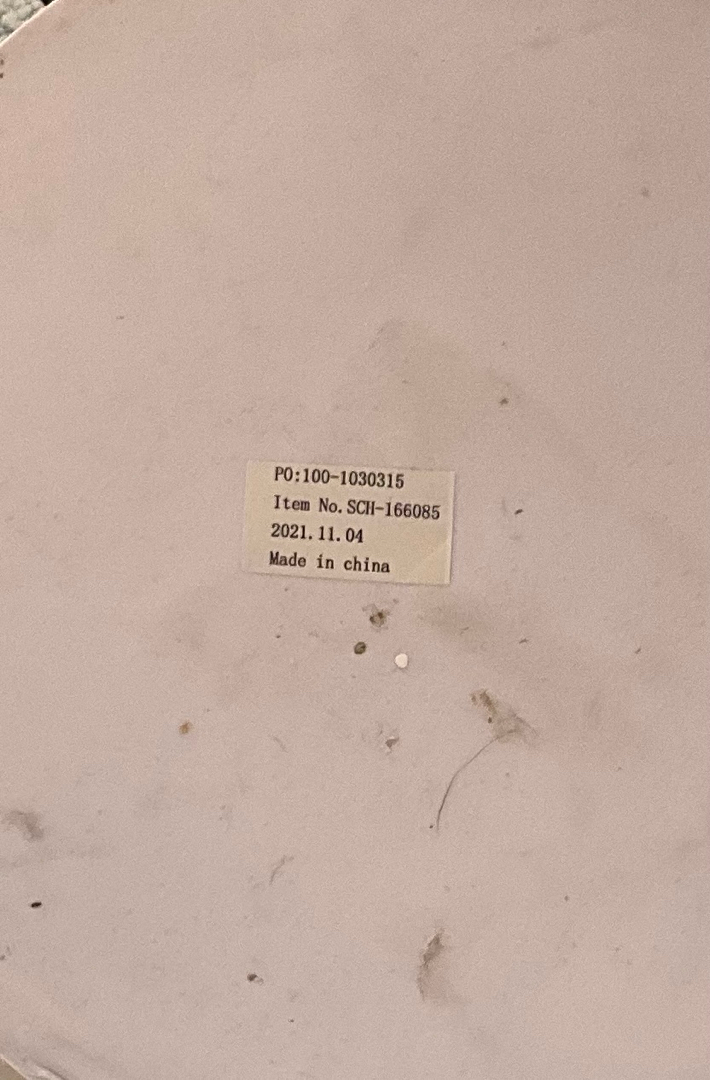 PO:100-1030315
Item No.SCH-166085
2021.11.04
Made in china